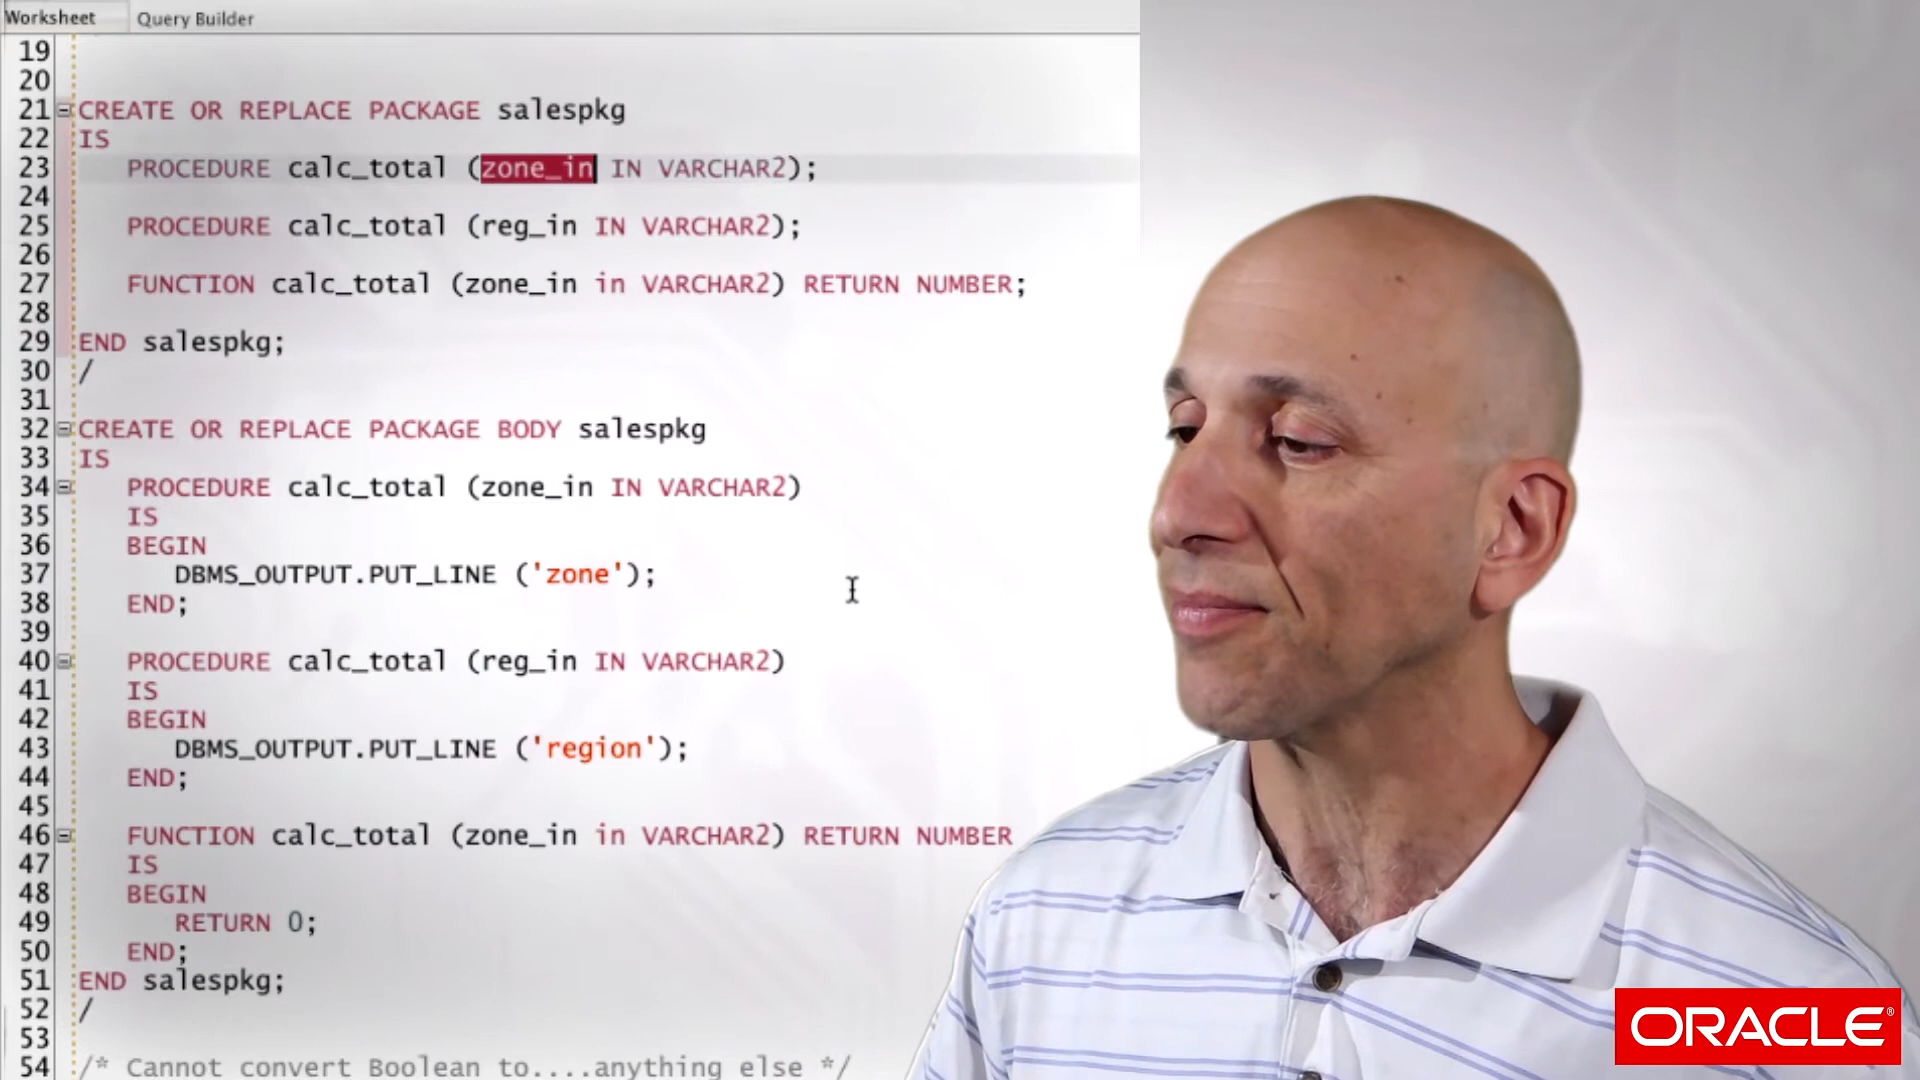 Worksheet Query Builder
19
20
21 CREATE OR REPLACE PACKAGE salespkg
22 IS
23 PROCEDURE calc_total (zone_in IN VARCHAR2);
24
25 PROCEDURE calc_total (reg_in IN VARCHAR2);
26
27 FUNCTION calc_total (zone_in in VARCHAR2) RETURN NUMBER;
28
29 END salespkg;
30 /
31
32 CREATE OR REPLACE PACKAGE BODY salespkg
33 IS
34 PROCEDURE calc_total (zone_in IN VARCHAR2)
35 IS
36 BEGIN
37 DBMS_OUTPUT.PUT_LINE ('zone');
38 END;
39
40 PROCEDURE calc_total (reg_in IN VARCHAR2)
41 IS
42 BEGIN
43 DBMS_OUTPUT.PUT_LINE ('region');
44 END;
45
46 FUNCTION calc_total (zone_in in VARCHAR2) RETURN NUMBER
47 IS
48 BEGIN
49 RETURN 0;
50 END;
51 END salespkg;
52 /
53
54 /* Cannot convert Boolean to....anything else */
ORACLE®